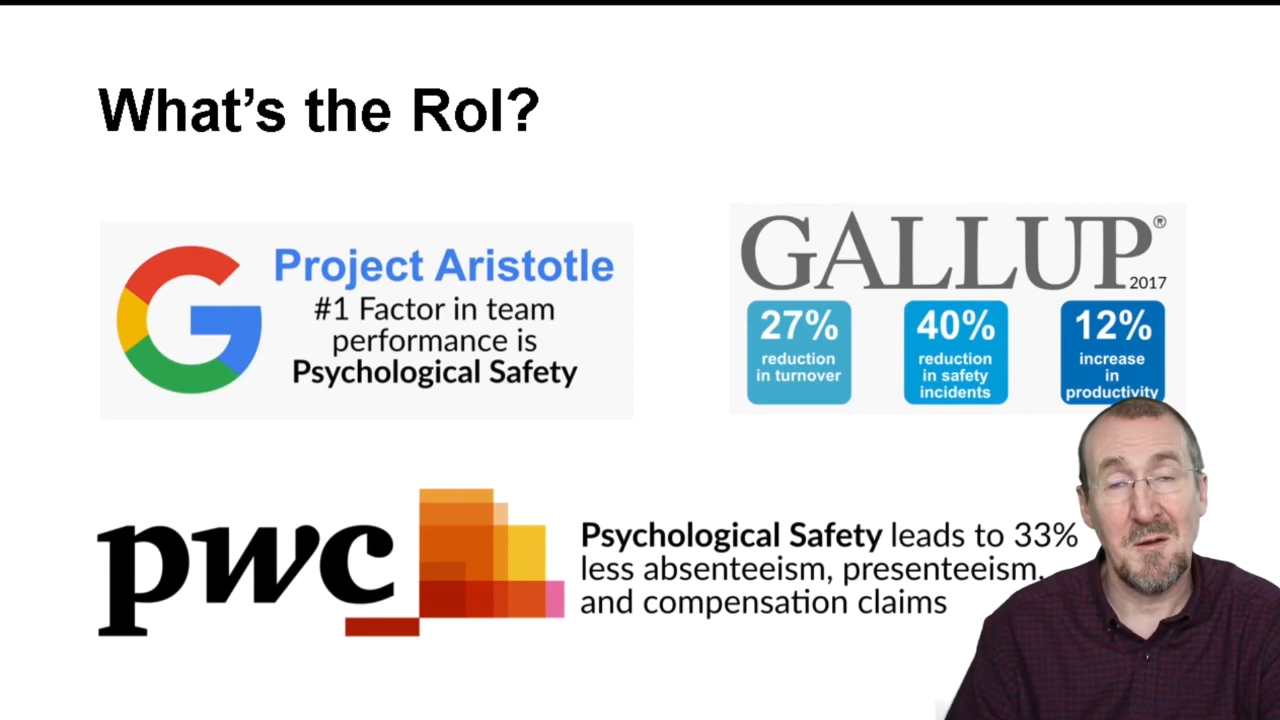 What's the RoI?
Project Aristotle
#1 Factor in team
performance is
Psychological Safety
GALLUP®
2017
27%
reduction
in turnover
40%
reduction
in safety
incidents
12%
increase
in
productivity
pwc
Psychological Safety leads to 33%
less absenteeism, presenteeism,
and compensation claims